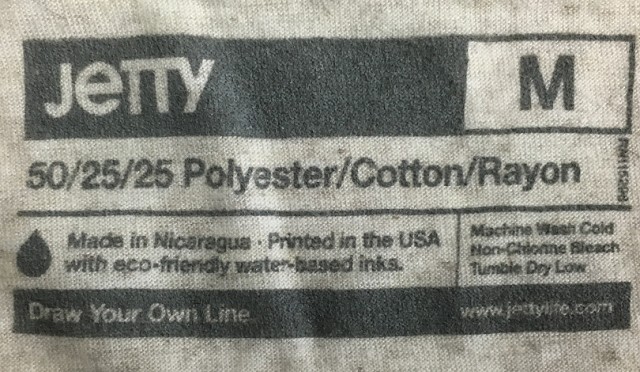 Jetty
M
50/25/25 Polyester/Cotton/Rayon
Made in Nicaragua · Printed in the USA
with eco-friendly water-based inks.
Machine Wash Cold
Non-Chlorine Bleach
Tumble Dry Low
Draw Your Own Line
www.jettylife.com